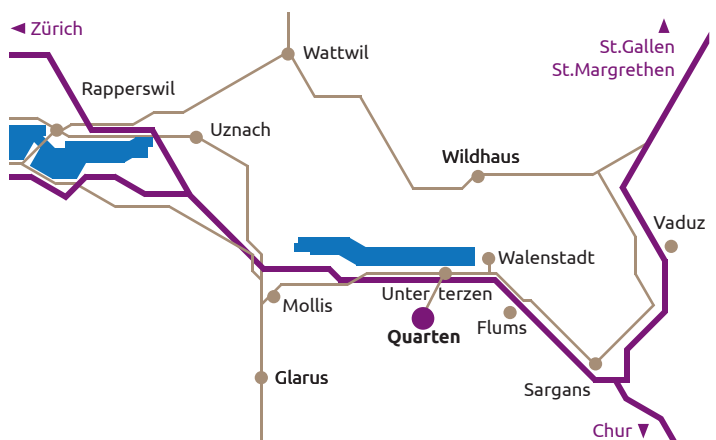 Zürich
St.Gallen
St.Margrethen
Wattwil
Rapperswil
Uznach
Wildhaus
Vaduz
Walenstadt
Unterterzen
Mollis
Flums
Quarten
Glarus
Sargans
Chur